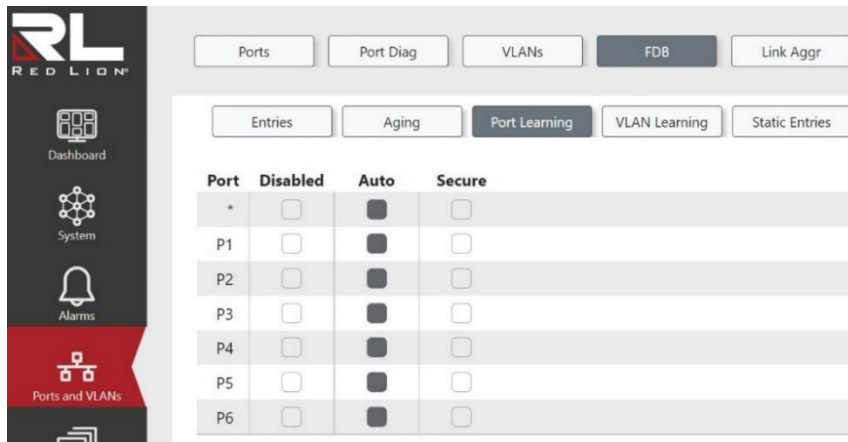 RL
RED LION®
Ports Port Diag VLANs FDB Link Aggr
Entries Aging Port Learning VLAN Learning Static Entries
Dashboard
System
Alarms
Ports and VLANs
Port Disabled Auto Secure
*
P1
P2
P3
P4
P5
P6